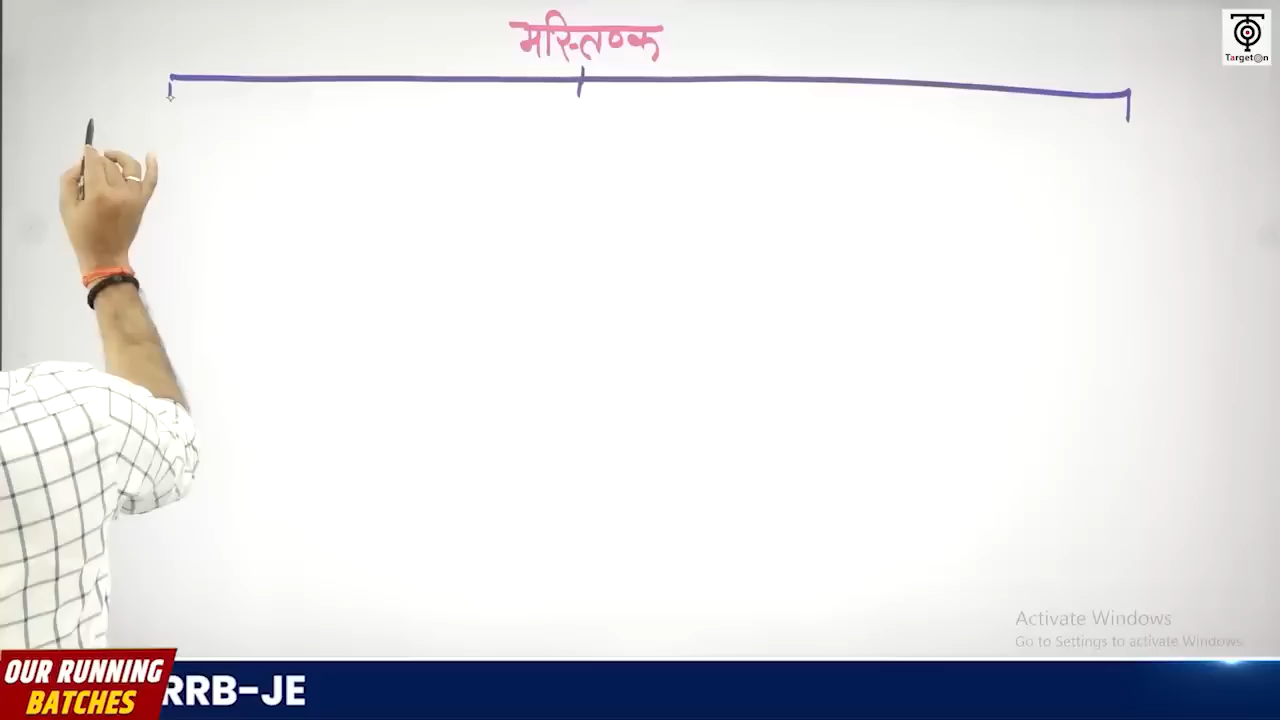 मस्तिष्क
TargetOn
Activate Windows
Go to Settings to activate Windows.
OUR RUNNING
BATCHES
RRB-JE